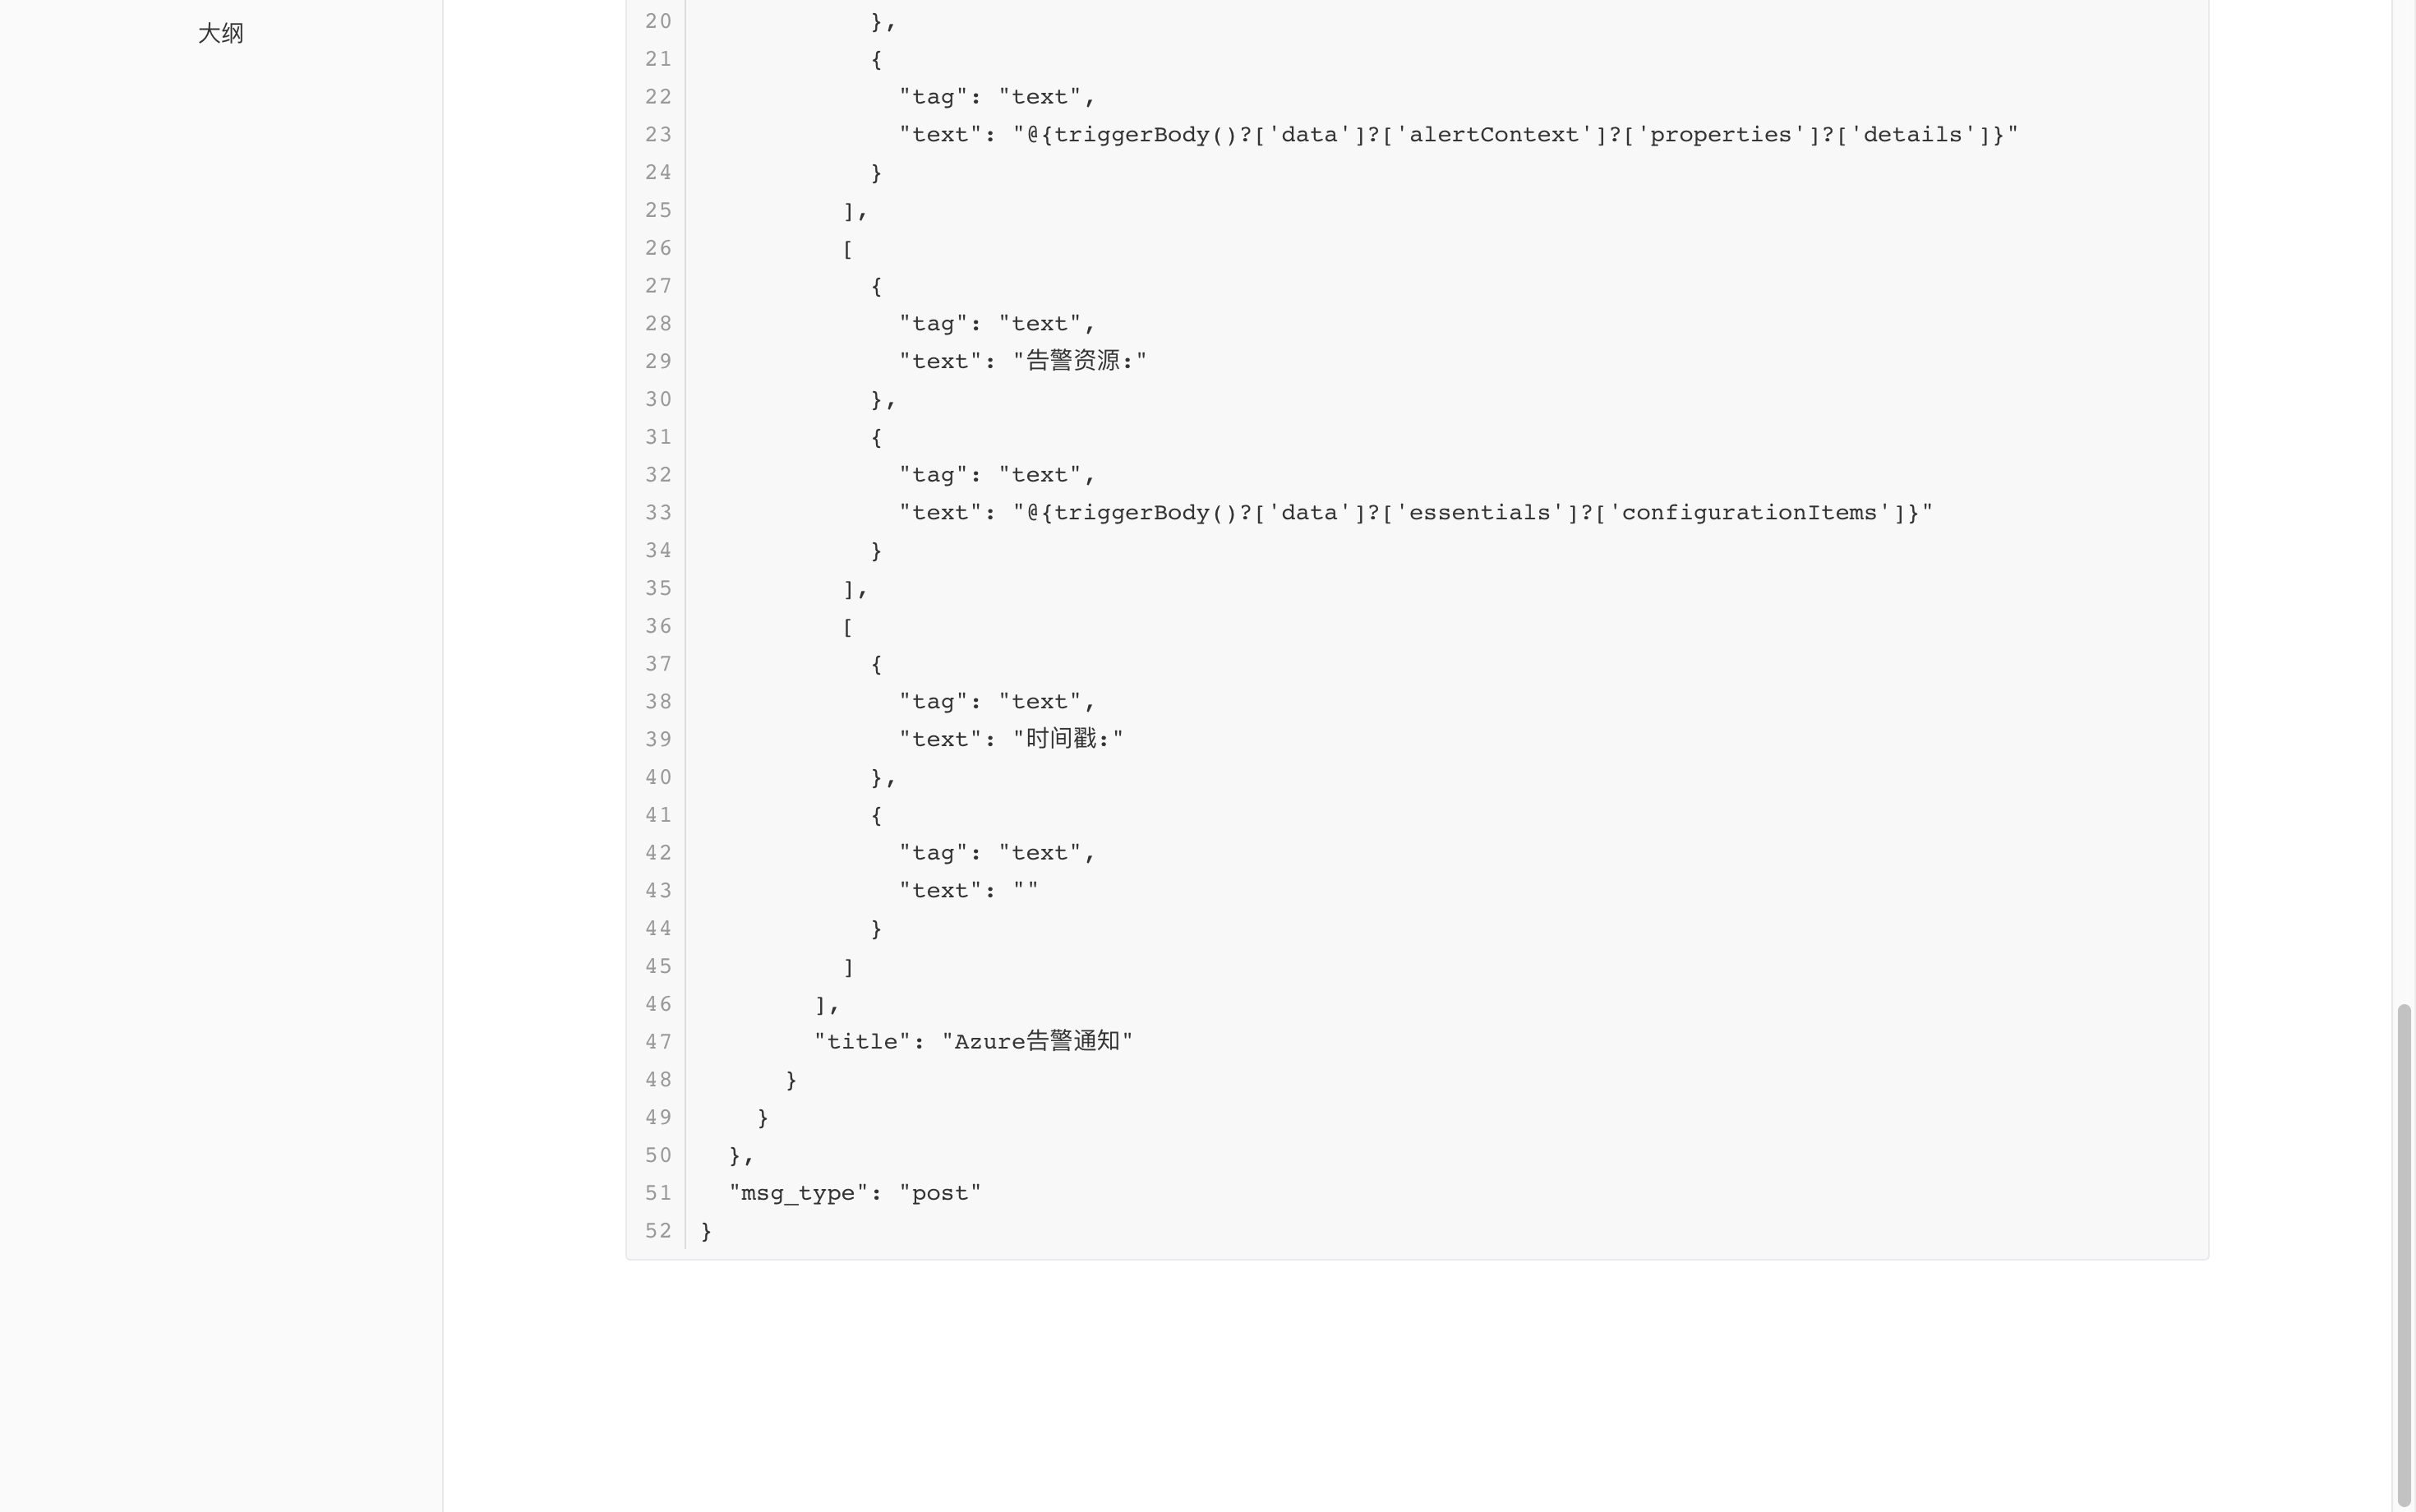 大纲
20 },
21 {
22 "tag": "text",
23 "text": "@{triggerBody()?['data']?['alertContext']?['properties']?['details']}"
24 }
25 ],
26 [
27 {
28 "tag": "text",
29 "text": "告警资源:"
30 },
31 {
32 "tag": "text",
33 "text": "@{triggerBody()?['data']?['essentials']?['configurationItems']}"
34 }
35 ],
36 [
37 {
38 "tag": "text",
39 "text": "时间戳:"
40 },
41 {
42 "tag": "text",
43 "text": ""
44 }
45 ]
46 ],
47 "title": "Azure告警通知"
48 }
49 }
50 },
51 "msg_type": "post"
52 }